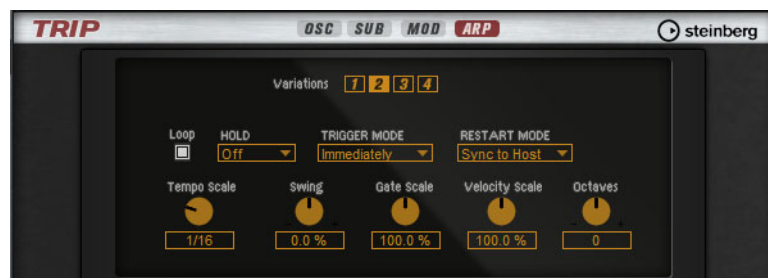 TRIP OSC SUB MOD ARP steinberg
Variations 1 2 3 4
Loop HOLD TRIGGER MODE RESTART MODE
Off Immediately Sync to Host
Tempo Scale Swing Gate Scale Velocity Scale Octaves
- + - +
1/16 0.0 % 100.0 % 100.0 % 0